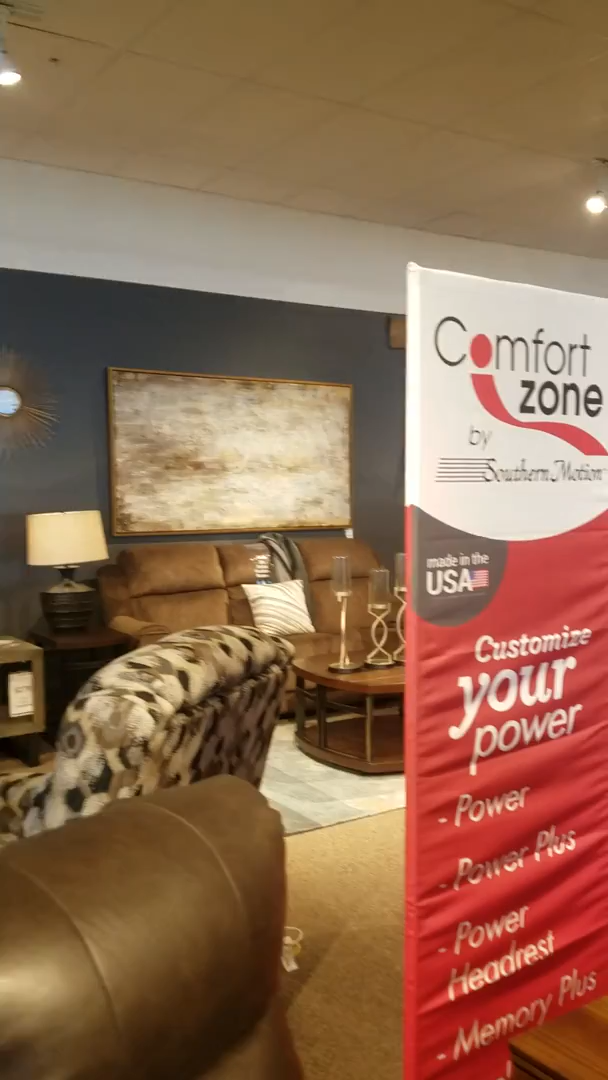 Comfort
zone
by
Southern Motion
made in the
USA
Customize
your
power
- Power
- Power Plus
- Power
Headrest
- Memory Plus